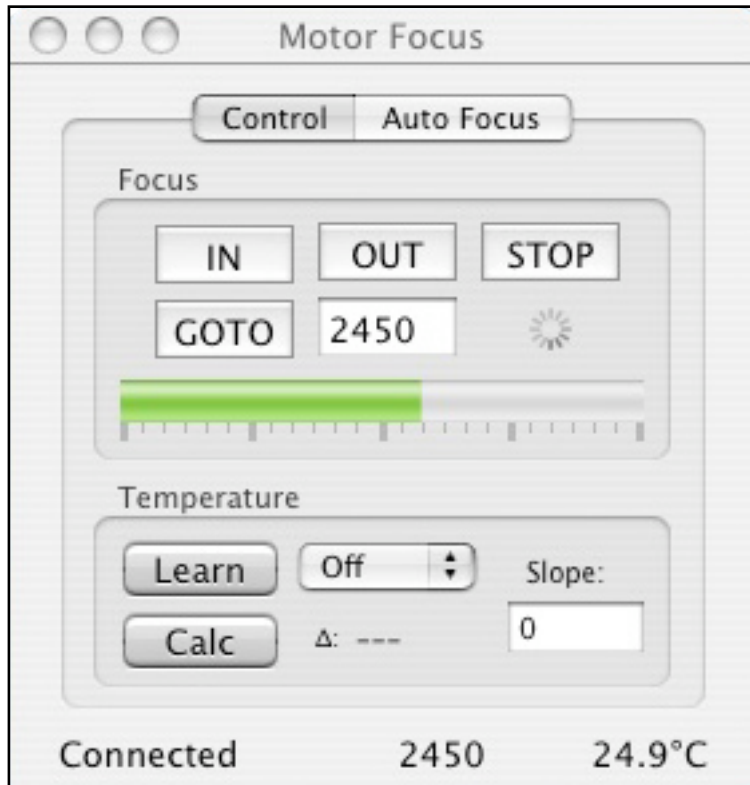 Motor Focus
Control Auto Focus
Focus
IN OUT STOP
GOTO 2450
Temperature
Learn Off Slope:
Calc Δ: --- 0
Connected 2450 24.9°C